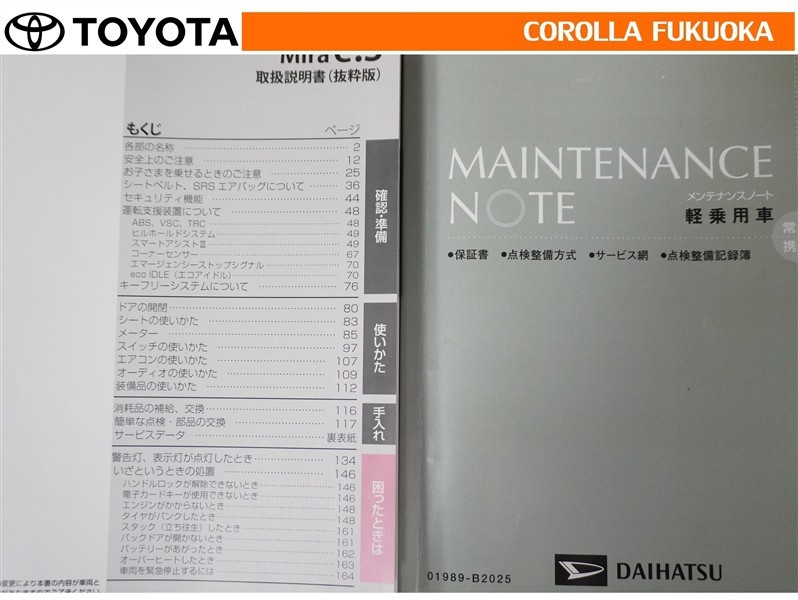 TOYOTA
COROLLA FUKUOKA
Mira e:S
取扱説明書(抜粋版)
もくじ ページ
各部の名称 2
安全上のご注意 12
お子さまを乗せるときのご注意 25
シートベルト、SRSエアバッグについて 36
セキュリティ機能 44
運転支援装置について 48
ABS、VSC、TRC 48
ヒルホールドシステム 49
スマートアシストⅢ 49
コーナーセンサー 67
エマージェンシーストップシグナル 70
eco IDLE(エコアイドル) 70
キーフリーシステムについて 76
確認・準備
ドアの開閉 80
シートの使いかた 83
メーター 85
スイッチの使いかた 97
エアコンの使いかた 107
オーディオの使いかた 109
装備品の使いかた 112
使いかた
消耗品の補給、交換 116
簡単な点検・部品の交換 117
サービスデータ 裏表紙
手入れ
警告灯、表示灯が点灯したとき 134
いざというときの処置 146
ハンドルロックが解除できないとき 146
電子カードキーが使用できないとき 146
エンジンがかからないとき 148
タイヤがパンクしたとき 148
スタック(立ち往生)したとき 161
バックドアが開かないとき 161
バッテリーがあがったとき 162
オーバーヒートしたとき 163
車両を緊急停止するには 164
困ったときは
変更により本書の内容が車両と
MAINTENANCE
NOTE
メンテナンスノート
軽乗用車
常携
●保証書 ●点検整備方式 ●サービス網 ●点検整備記録簿
01989-B2025
DAIHATSU